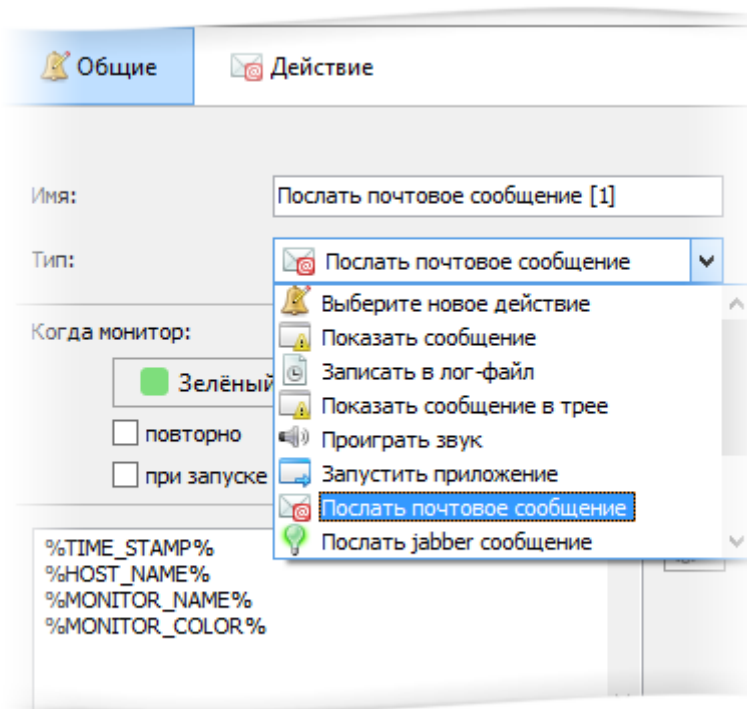 Общие
Действие
Имя:
Послать почтовое сообщение [1]
Тип:
Послать почтовое сообщение
Выберите новое действие
Показать сообщение
Записать в лог-файл
Показать сообщение в трее
Проиграть звук
Запустить приложение
Послать почтовое сообщение
Послать jabber сообщение
Когда монитор:
Зелёный
повторно
при запуске
%TIME_STAMP%
%HOST_NAME%
%MONITOR_NAME%
%MONITOR_COLOR%